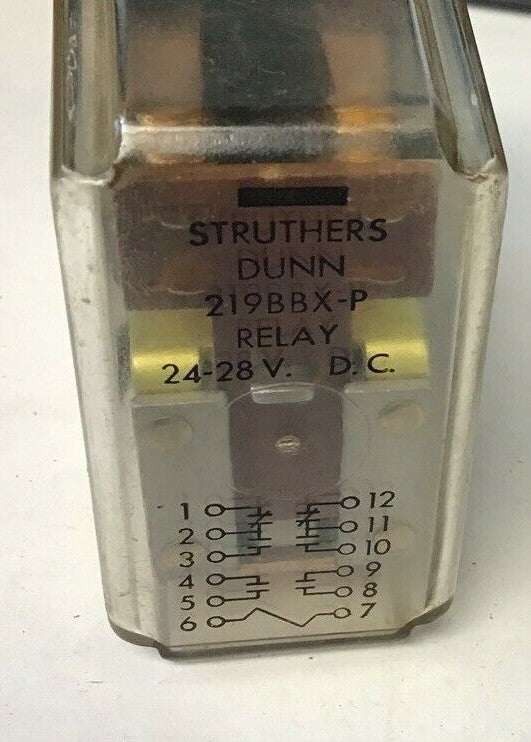 STRUTHERS
DUNN
219BBX-P
RELAY
24-28 V. D.C.
1 12
2 11
3 10
4 9
5 8
6 7